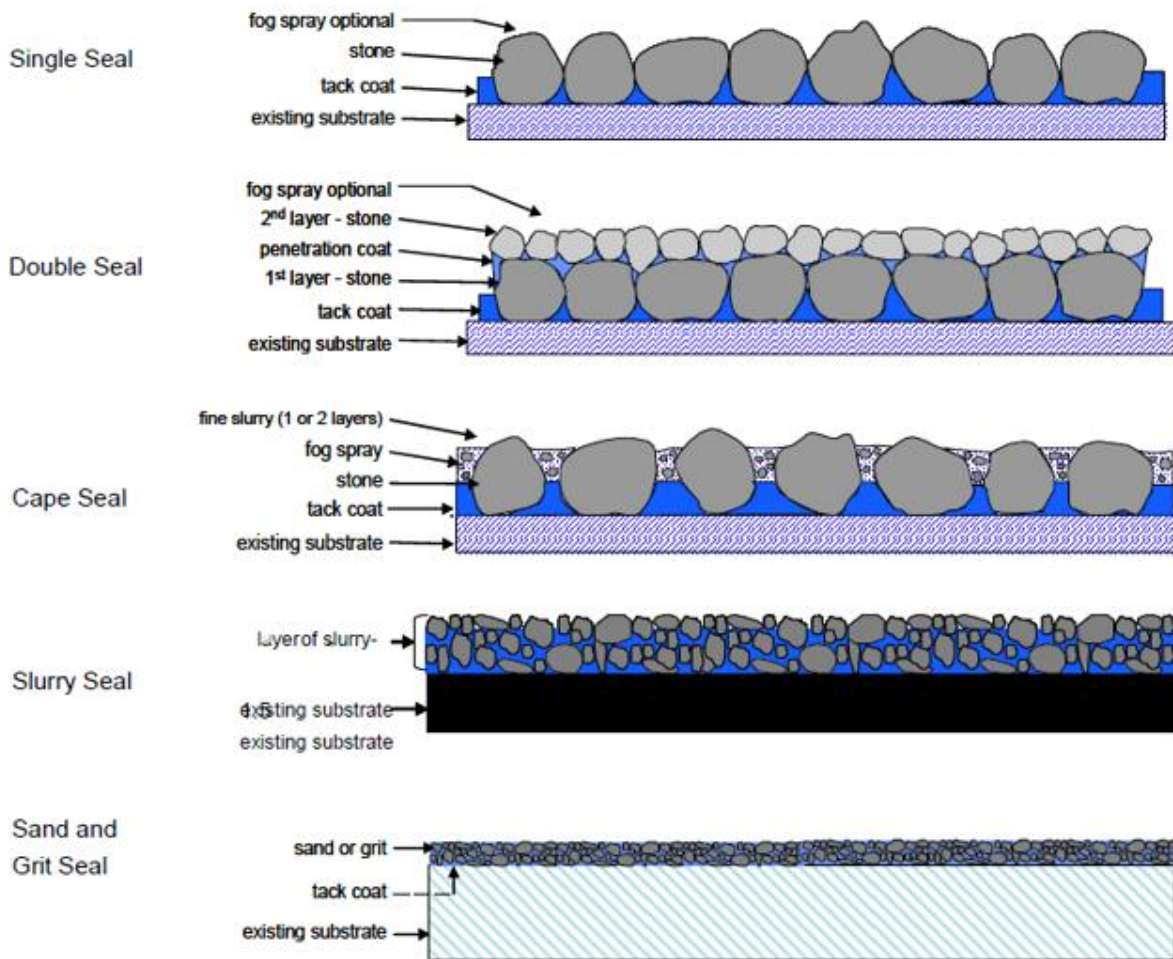 Single Seal
fog spray optional
stone
tack coat
existing substrate
Double Seal
fog spray optional
2nd layer - stone
penetration coat
1st layer - stone
tack coat
existing substrate
Cape Seal
fine slurry (1 or 2 layers)
fog spray
stone
tack coat
existing substrate
Slurry Seal
layer of slurry-
existing substrate
existing substrate
Sand and
Grit Seal
sand or grit
tack coat
existing substrate